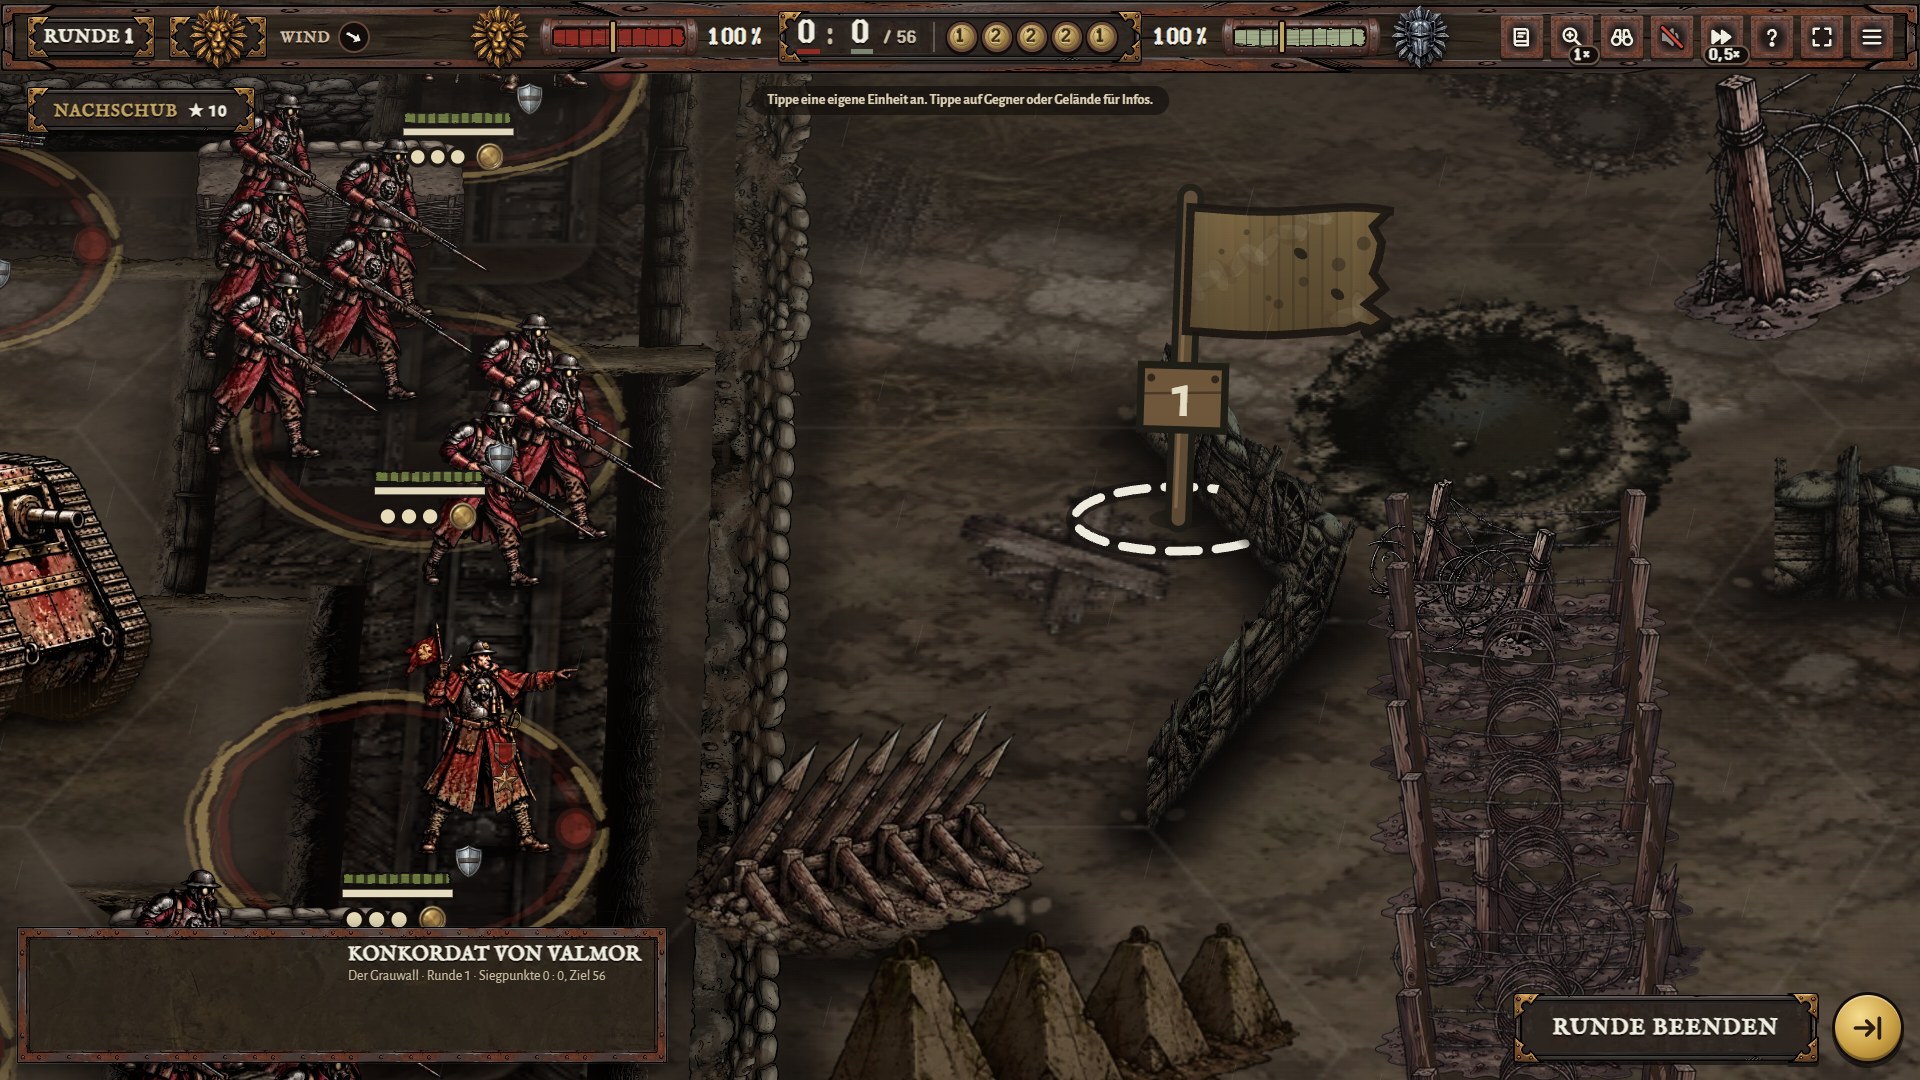 RUNDE 1
WIND
100 %
0 : 0 / 56
1 2 2 2 1
100 %
1×
0,5×
?
NACHSCHUB ★ 10
Tippe eine eigene Einheit an. Tippe auf Gegner oder Gelände für Infos.
1
KONKORDAT VON VALMOR
Der Grauwall · Runde 1 · Siegpunkte 0 : 0, Ziel 56
RUNDE BEENDEN